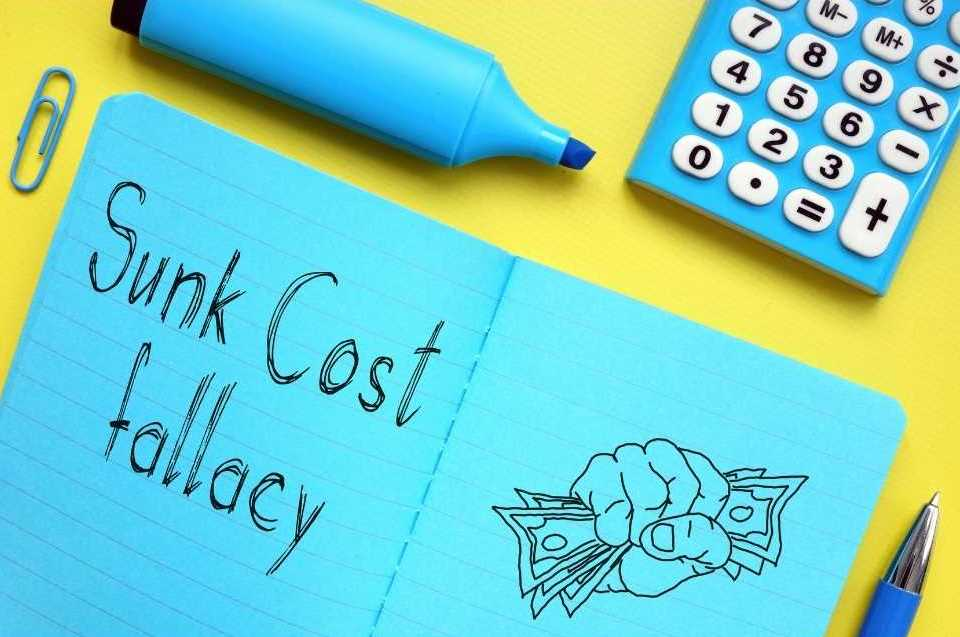 Sunk Cost
fallacy
M- %
7 8 M+
4 5 9 ÷
1 2 6 x
0 . 3 -
= +